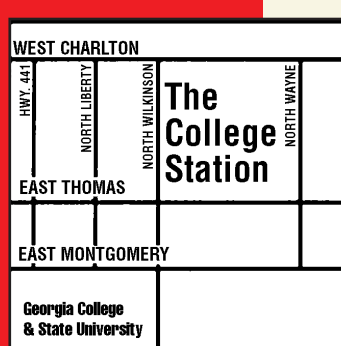 WEST CHARLTON
HWY. 441
NORTH LIBERTY
NORTH WILKINSON
The
College
Station
NORTH WAYNE
EAST THOMAS
EAST MONTGOMERY
Georgia College
& State University